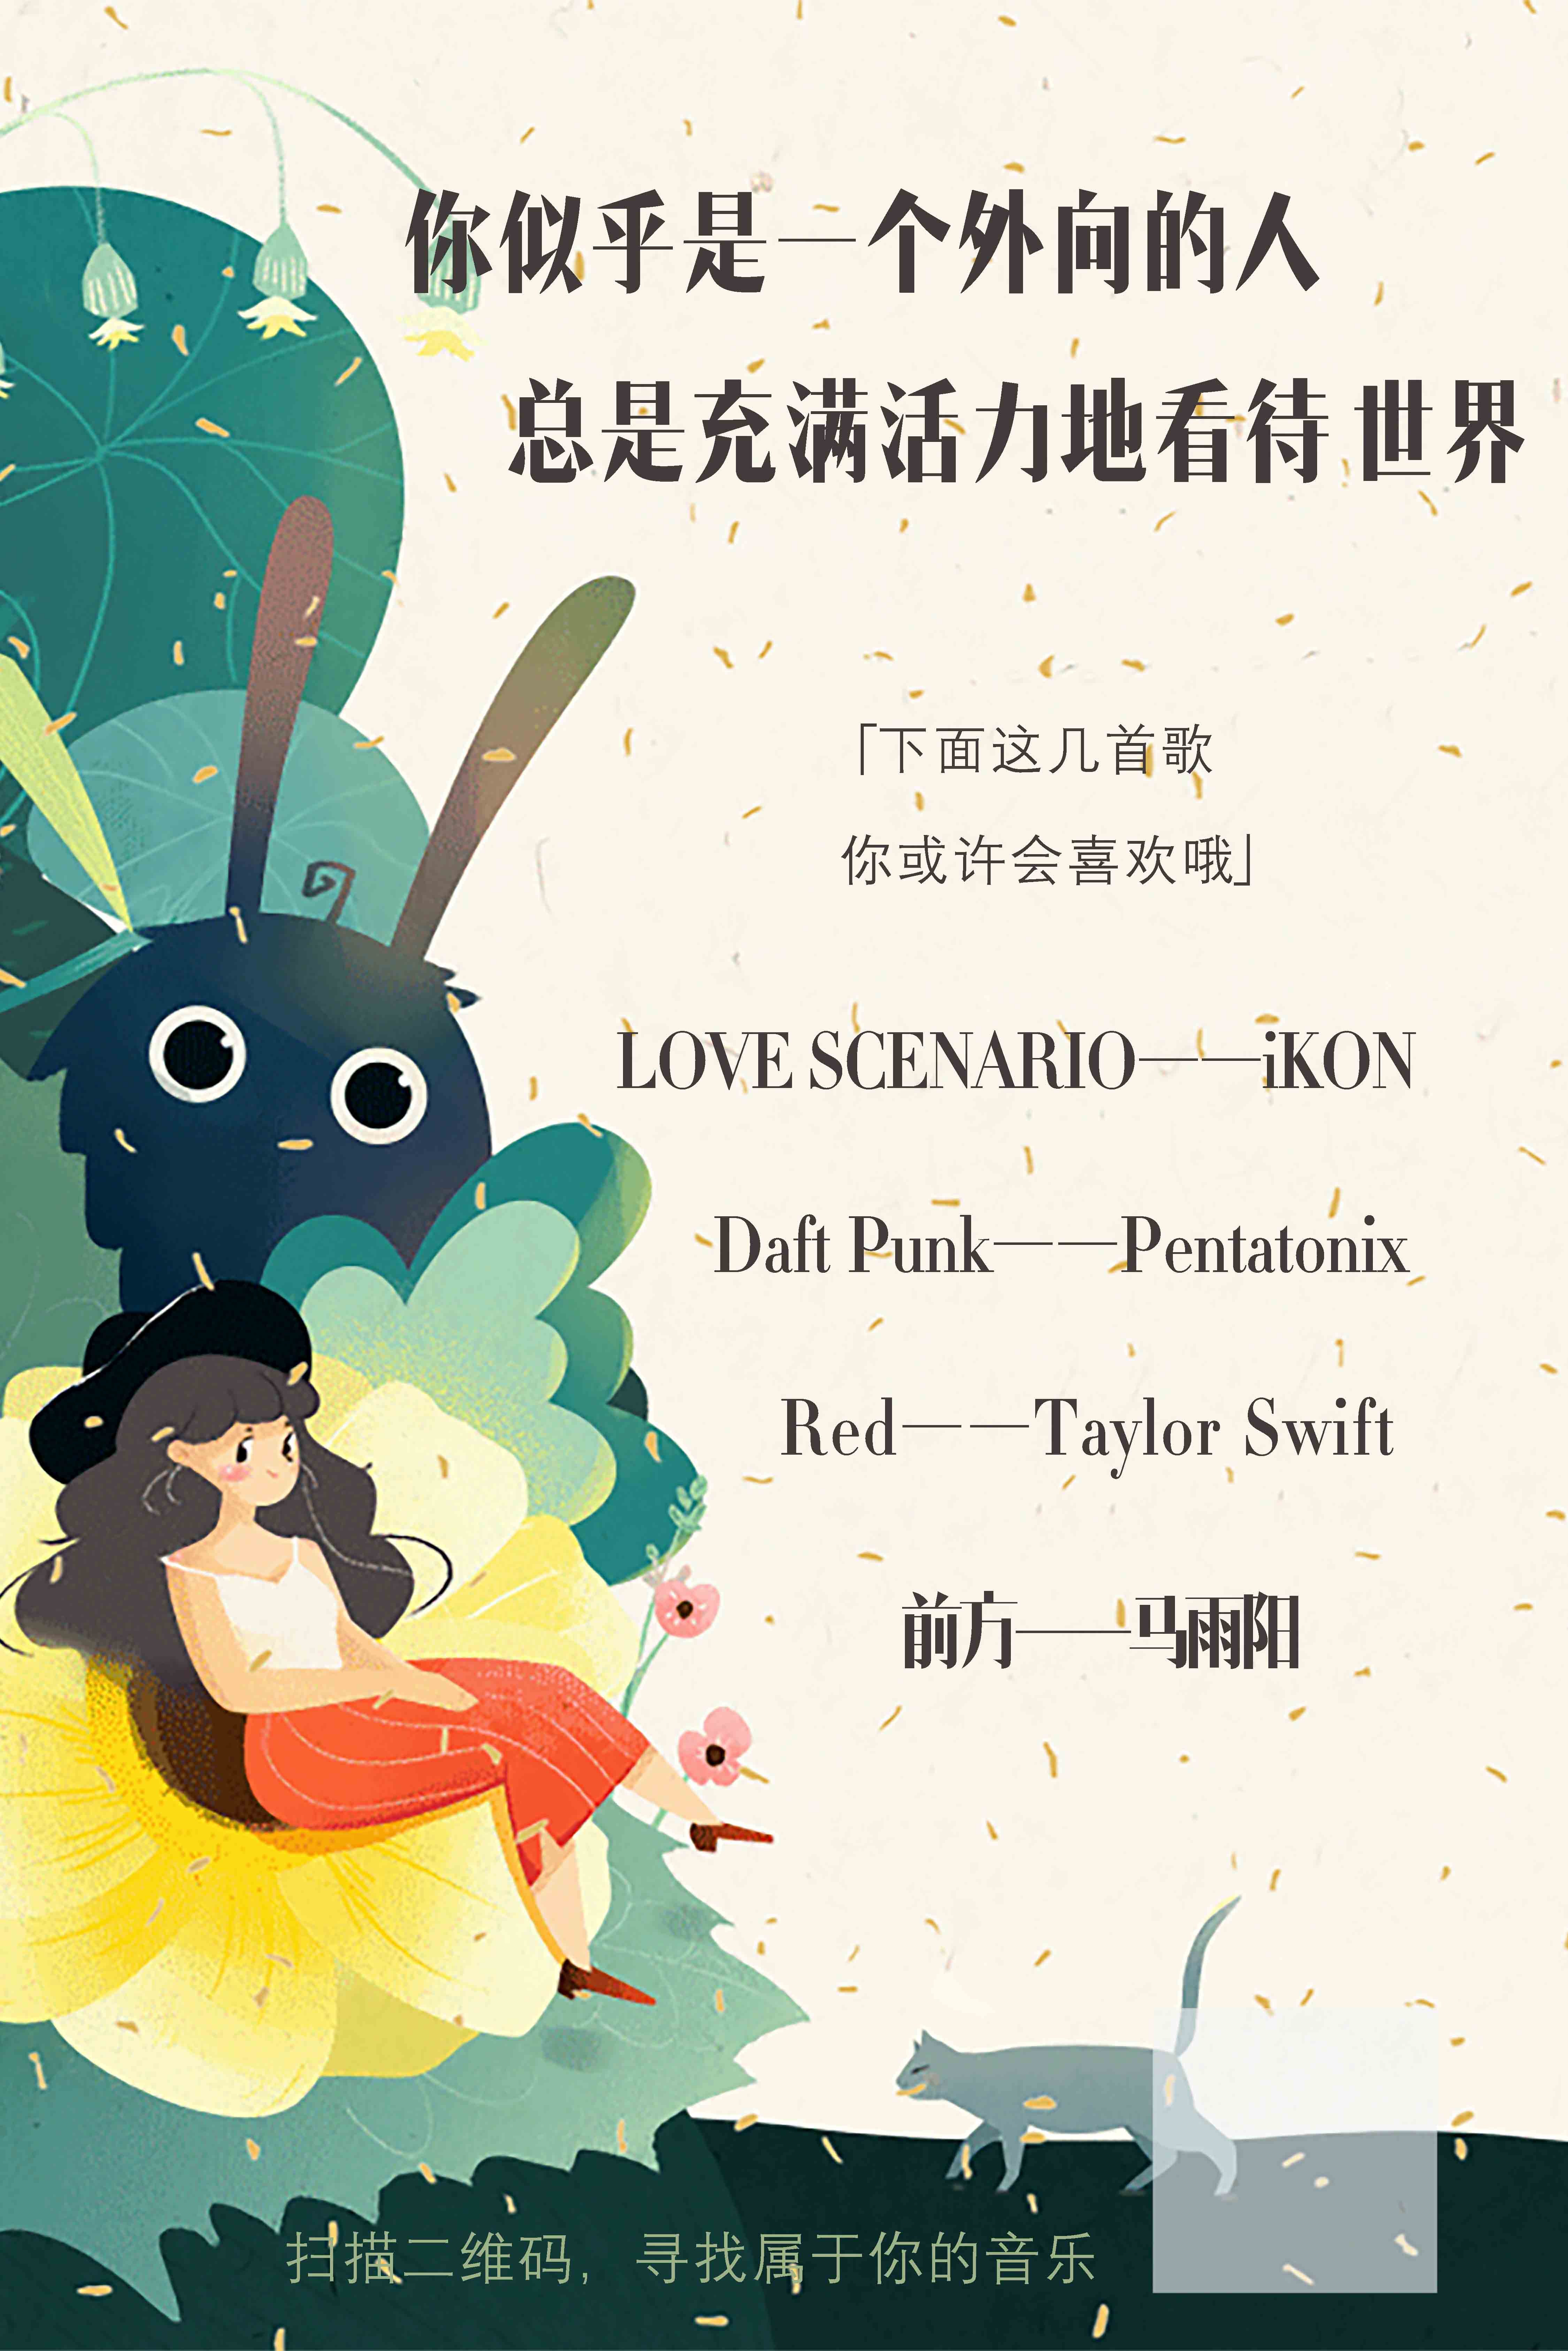 你似乎是一个外向的人
总是充满活力地看待世界
「下面这几首歌
你或许会喜欢哦」
LOVE SCENARIO——iKON
Daft Punk——Pentatonix
Red——Taylor Swift
前方——马雨阳
扫描二维码，寻找属于你的音乐